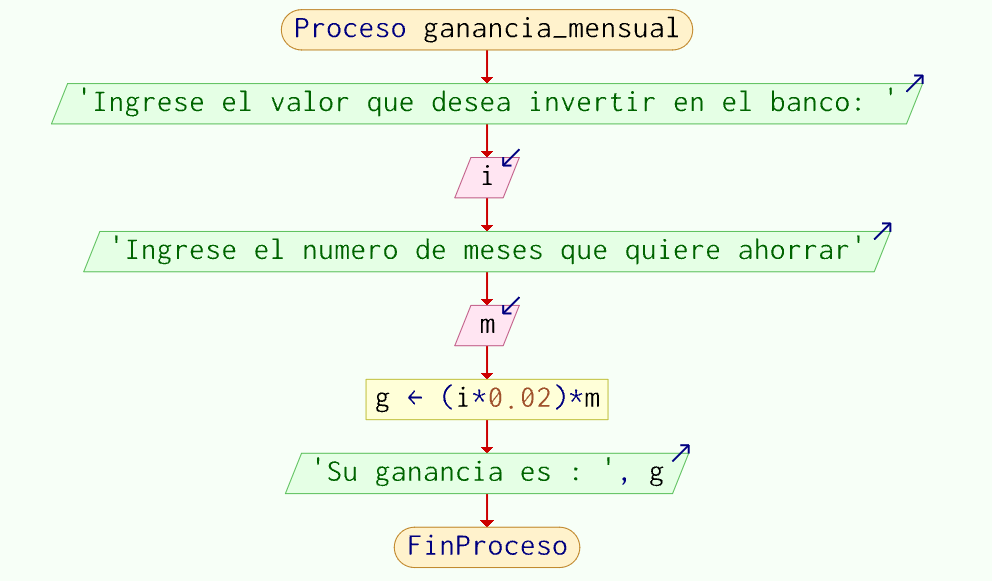 Proceso ganancia_mensual
'Ingrese el valor que desea invertir en el banco: '
i
'Ingrese el numero de meses que quiere ahorrar'
m
g ← (i*0.02)*m
'Su ganancia es : ', g
FinProceso